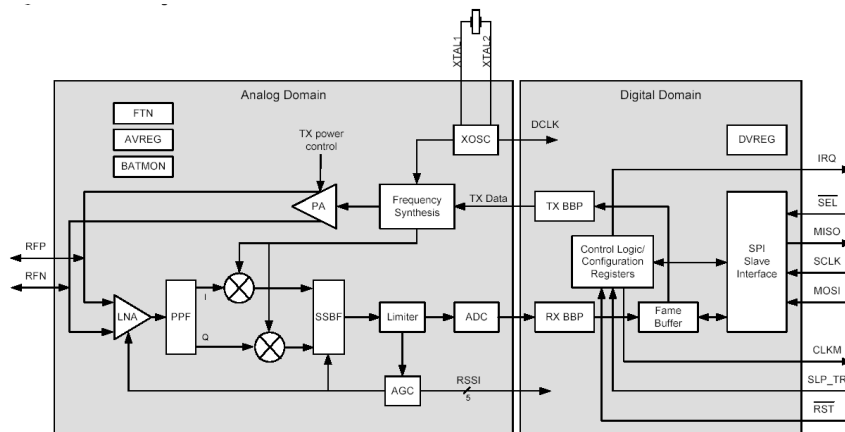 XTAL1
XTAL2
Analog Domain
Digital Domain
FTN
AVREG
BATMON
TX power
control
XOSC
DCLK
DVREG
IRQ
PA
Frequency
Synthesis
TX Data
TX BBP
SEL
MISO
SCLK
MOSI
Control Logic/
Configuration
Registers
SPI
Slave
Interface
RFP
RFN
LNA
PPF
I
Q
SSBF
Limiter
ADC
RX BBP
Fame
Buffer
CLKM
AGC
RSSI
5
SLP_TR
RST